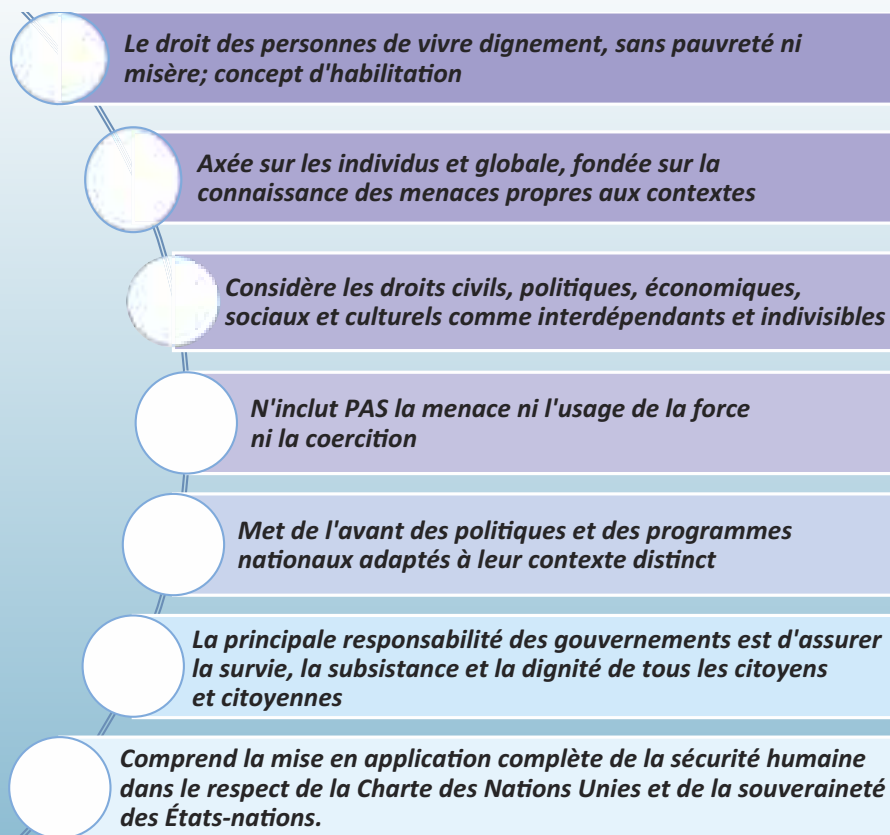 Le droit des personnes de vivre dignement, sans pauvreté ni
misère; concept d'habilitation
Axée sur les individus et globale, fondée sur la
connaissance des menaces propres aux contextes
Considère les droits civils, politiques, économiques,
sociaux et culturels comme interdépendants et indivisibles
N'inclut PAS la menace ni l'usage de la force
ni la coercition
Met de l'avant des politiques et des programmes
nationaux adaptés à leur contexte distinct
La principale responsabilité des gouvernements est d'assurer
la survie, la subsistance et la dignité de tous les citoyens
et citoyennes
Comprend la mise en application complète de la sécurité humaine
dans le respect de la Charte des Nations Unies et de la souveraineté
des États-nations.